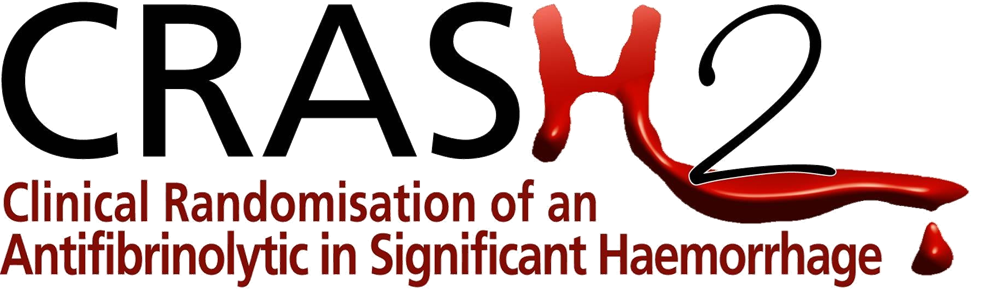 CRASH2
Clinical Randomisation of an
Antifibrinolytic in Significant Haemorrhage